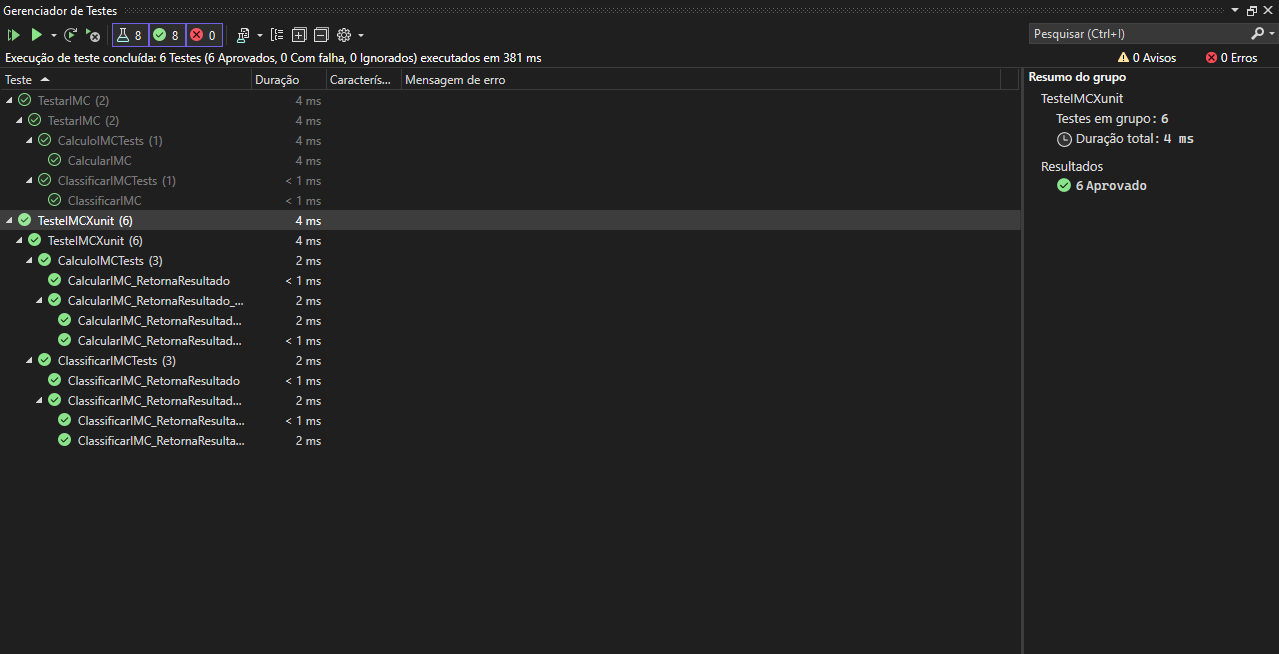 Gerenciador de Testes
8 8 0
Pesquisar (Ctrl+I)
Execução de teste concluída: 6 Testes (6 Aprovados, 0 Com falha, 0 Ignorados) executados em 381 ms
0 Avisos 0 Erros
Teste Duração Caracterís... Mensagem de erro
TestarIMC (2) 4 ms
TestarIMC (2) 4 ms
CalculoIMCTests (1) 4 ms
CalcularIMC 4 ms
ClassificarIMCTests (1) < 1 ms
ClassificarIMC < 1 ms
TesteIMCXunit (6) 4 ms
TesteIMCXunit (6) 4 ms
CalculoIMCTests (3) 2 ms
CalcularIMC_RetornaResultado < 1 ms
CalcularIMC_RetornaResultado_... 2 ms
CalcularIMC_RetornaResultad... 2 ms
CalcularIMC_RetornaResultad... < 1 ms
ClassificarIMCTests (3) 2 ms
ClassificarIMC_RetornaResultado < 1 ms
ClassificarIMC_RetornaResultad... 2 ms
ClassificarIMC_RetornaResulta... < 1 ms
ClassificarIMC_RetornaResulta... 2 ms
Resumo do grupo
TesteIMCXunit
Testes em grupo: 6
Duração total: 4 ms
Resultados
6 Aprovado